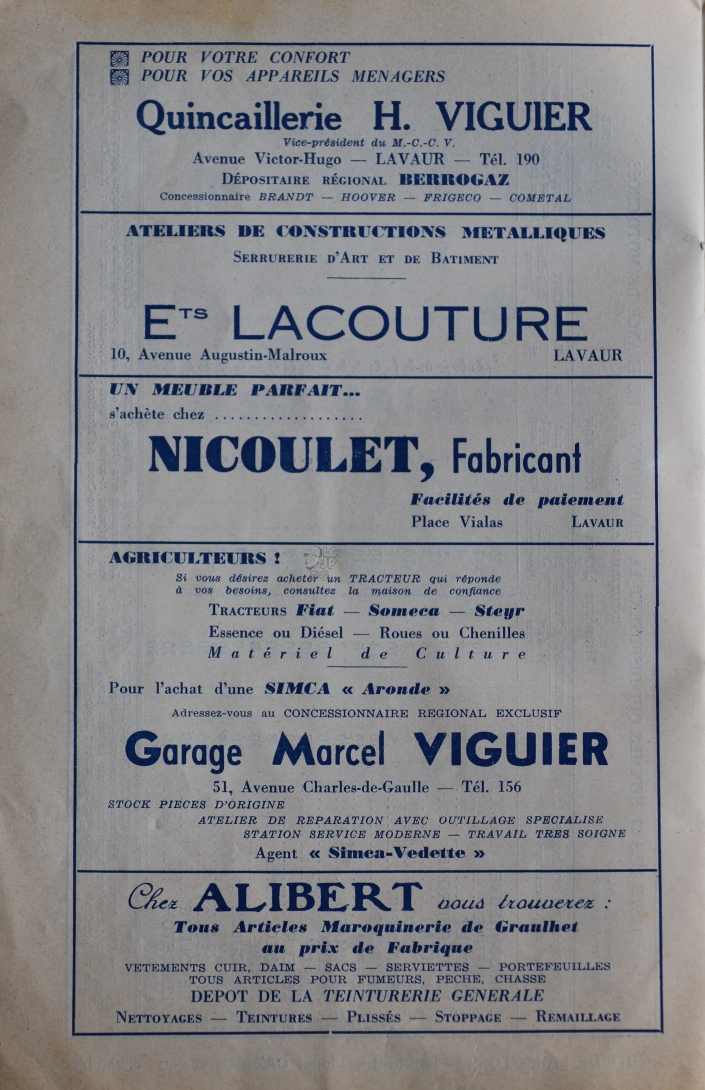 POUR VOTRE CONFORT
POUR VOS APPAREILS MENAGERS
Quincaillerie H. VIGUIER
Vice-président du M.-C.-C. V.
Avenue Victor-Hugo — LAVAUR — Tél. 190
DÉPOSITAIRE RÉGIONAL BERROGAZ
Concessionnaire BRANDT — HOOVER — FRIGECO — COMETAL
ATELIERS DE CONSTRUCTIONS METALLIQUES
SERRURERIE D'ART ET DE BATIMENT
ETS LACOUTURE
10, Avenue Augustin-Malroux LAVAUR
UN MEUBLE PARFAIT...
s'achète chez ...................
NICOULET, Fabricant
Facilités de paiement
Place Vialas LAVAUR
AGRICULTEURS !
Si vous désirez acheter un TRACTEUR qui réponde
à vos besoins, consultez la maison de confiance
TRACTEURS Fiat — Someca — Steyr
Essence ou Diésel — Roues ou Chenilles
Matériel de Culture
Pour l'achat d'une SIMCA « Aronde »
Adressez-vous au CONCESSIONNAIRE REGIONAL EXCLUSIF
Garage Marcel VIGUIER
51, Avenue Charles-de-Gaulle — Tél. 156
STOCK PIECES D'ORIGINE
ATELIER DE REPARATION AVEC OUTILLAGE SPECIALISE
STATION SERVICE MODERNE — TRAVAIL TRES SOIGNE
Agent « Simca-Vedette »
Chez ALIBERT vous trouverez :
Tous Articles Maroquinerie de Graulhet
au prix de Fabrique
VETEMENTS CUIR, DAIM — SACS — SERVIETTES — PORTEFEUILLES
TOUS ARTICLES POUR FUMEURS, PECHE, CHASSE
DEPOT DE LA TEINTURERIE GENERALE
NETTOYAGES — TEINTURES — PLISSÉS — STOPPAGE — REMAILLAGE